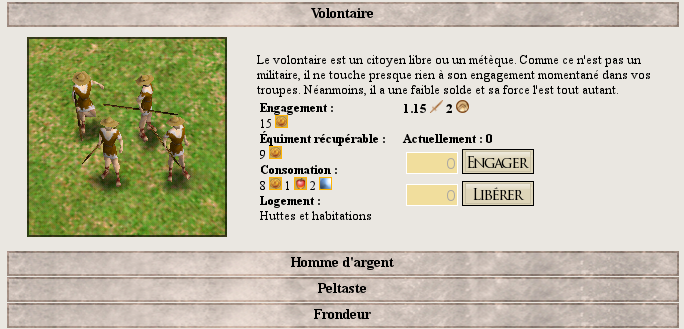 Volontaire
Le volontaire est un citoyen libre ou un métèque. Comme ce n'est pas un
militaire, il ne touche presque rien à son engagement momentané dans vos
troupes. Néanmoins, il a une faible solde et sa force l'est tout autant.
Engagement :
15
Équiment récupérable :
9
Consomation :
8 1 2
Logement :
Huttes et habitations
1.15 2
Actuellement : 0
0 ENGAGER
0 LIBÉRER
Homme d'argent
Peltaste
Frondeur